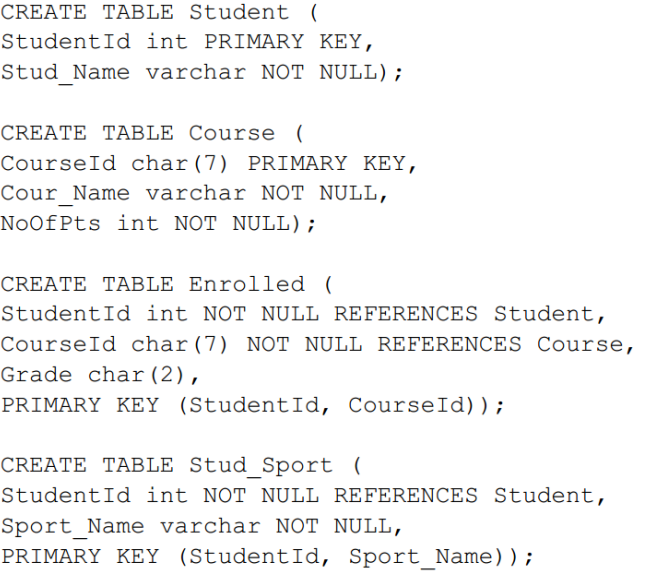 CREATE TABLE Student (
StudentId int PRIMARY KEY,
Stud_Name varchar NOT NULL);
CREATE TABLE Course (
CourseId char(7) PRIMARY KEY,
Cour_Name varchar NOT NULL,
NoOfPts int NOT NULL);
CREATE TABLE Enrolled (
StudentId int NOT NULL REFERENCES Student,
CourseId char(7) NOT NULL REFERENCES Course,
Grade char(2),
PRIMARY KEY (StudentId, CourseId));
CREATE TABLE Stud_Sport (
StudentId int NOT NULL REFERENCES Student,
Sport_Name varchar NOT NULL,
PRIMARY KEY (StudentId, Sport_Name));